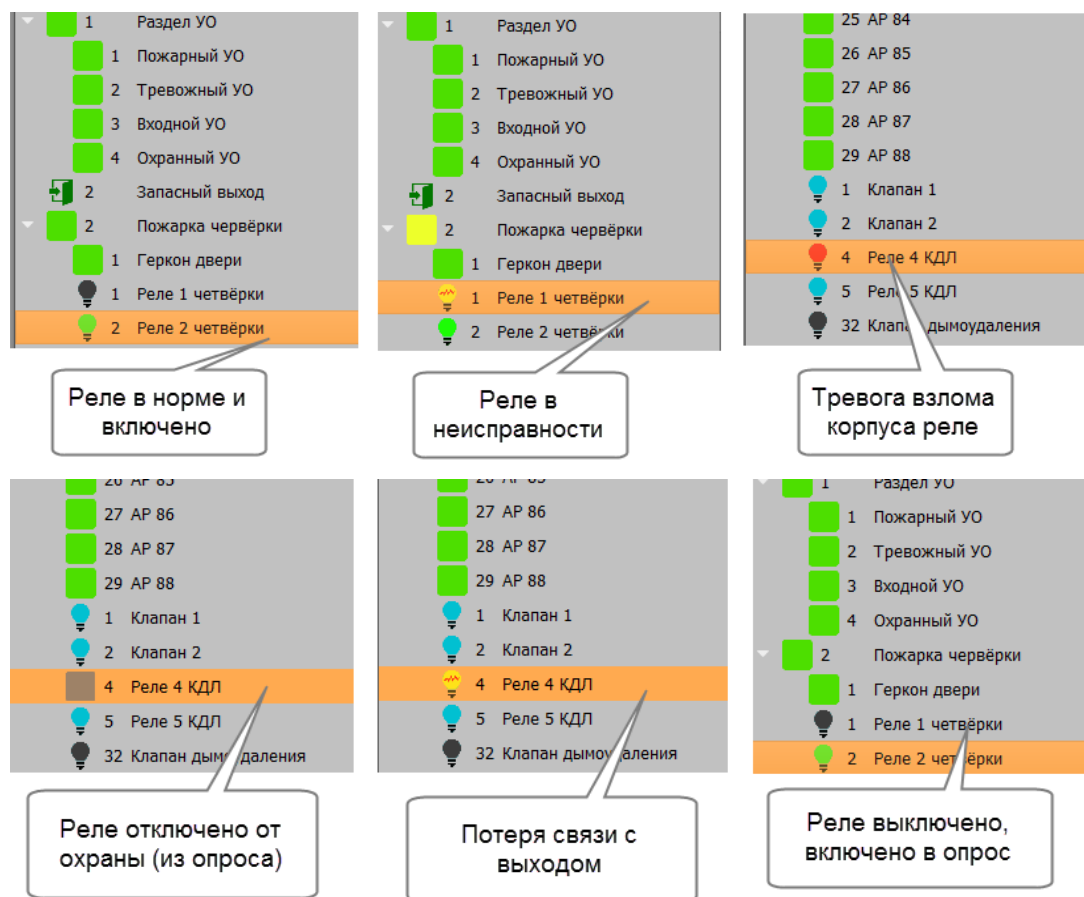 1 Раздел УО
1 Пожарный УО
2 Тревожный УО
3 Входной УО
4 Охранный УО
2 Запасный выход
2 Пожарка червёрки
1 Геркон двери
1 Реле 1 четвёрки
2 Реле 2 четвёрки
Реле в норме и
включено
1 Раздел УО
1 Пожарный УО
2 Тревожный УО
3 Входной УО
4 Охранный УО
2 Запасный выход
2 Пожарка червёрки
1 Геркон двери
1 Реле 1 четвёрки
2 Реле 2 четвёрки
Реле в
неисправности
25 АР 84
26 АР 85
27 АР 86
28 АР 87
29 АР 88
1 Клапан 1
2 Клапан 2
4 Реле 4 КДЛ
5 Реле 5 КДЛ
32 Клапан дымоудаления
Тревога взлома
корпуса реле
26 АР 85
27 АР 86
28 АР 87
29 АР 88
1 Клапан 1
2 Клапан 2
4 Реле 4 КДЛ
5 Реле 5 КДЛ
32 Клапан дымоудаления
Реле отключено от
охраны (из опроса)
26 АР 85
27 АР 86
28 АР 87
29 АР 88
1 Клапан 1
2 Клапан 2
4 Реле 4 КДЛ
5 Реле 5 КДЛ
32 Клапан дымоудаления
Потеря связи с
выходом
1 Раздел УО
1 Пожарный УО
2 Тревожный УО
3 Входной УО
4 Охранный УО
2 Пожарка червёрки
1 Геркон двери
1 Реле 1 четвёрки
2 Реле 2 четвёрки
Реле выключено,
включено в опрос